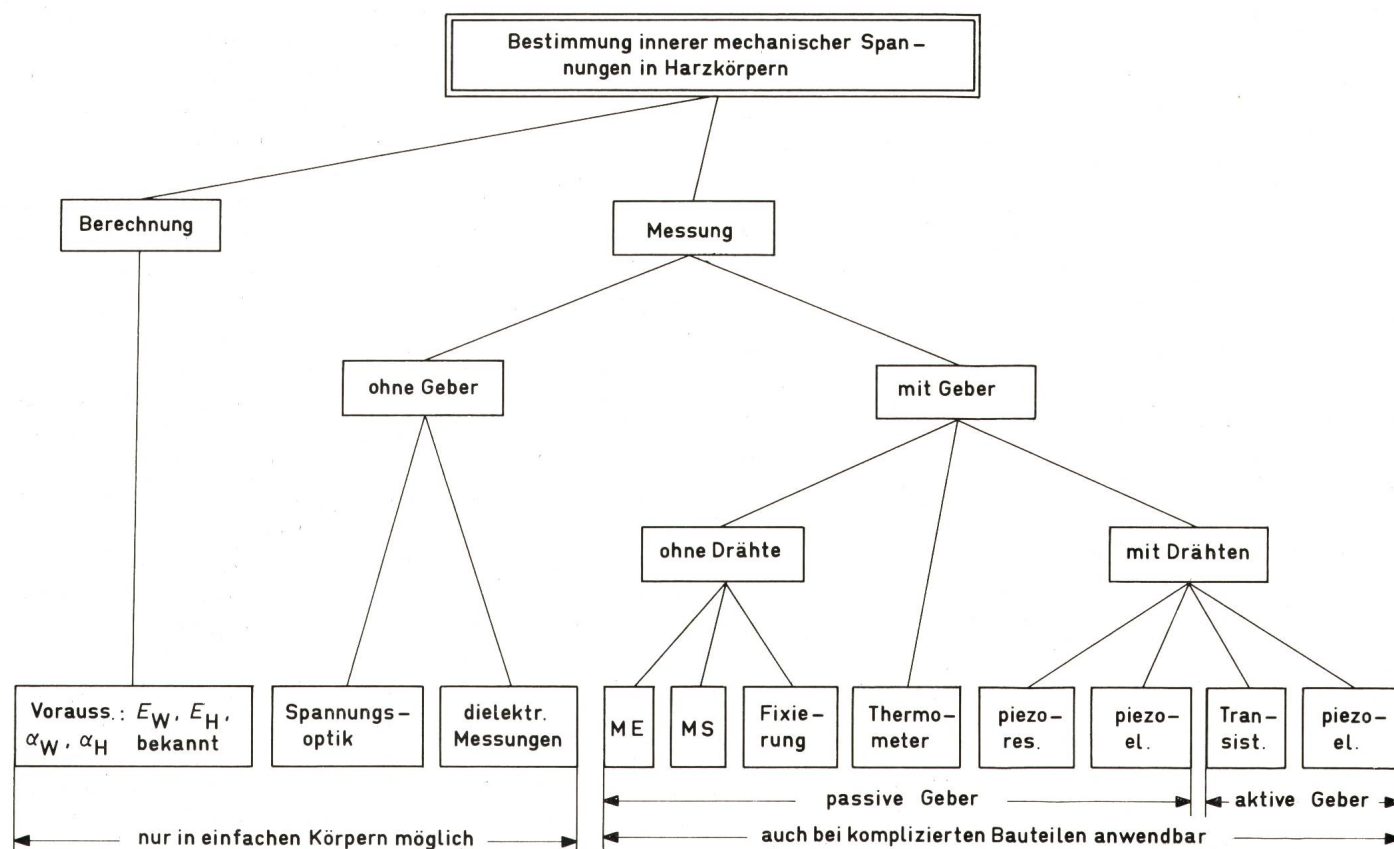 Bestimmung innerer mechanischer Span-
nungen in Harzkörpern
Berechnung
Messung
ohne Geber
mit Geber
ohne Drähte
mit Drähten
Vorauss.: E_W, E_H,
α_W, α_H bekannt
Spannungs-
optik
dielektr.
Messungen
ME
MS
Fixie-
rung
Thermo-
meter
piezo-
res.
piezo-
el.
Tran-
sist.
piezo-
el.
passive Geber
aktive Geber
nur in einfachen Körpern möglich
auch bei komplizierten Bauteilen anwendbar